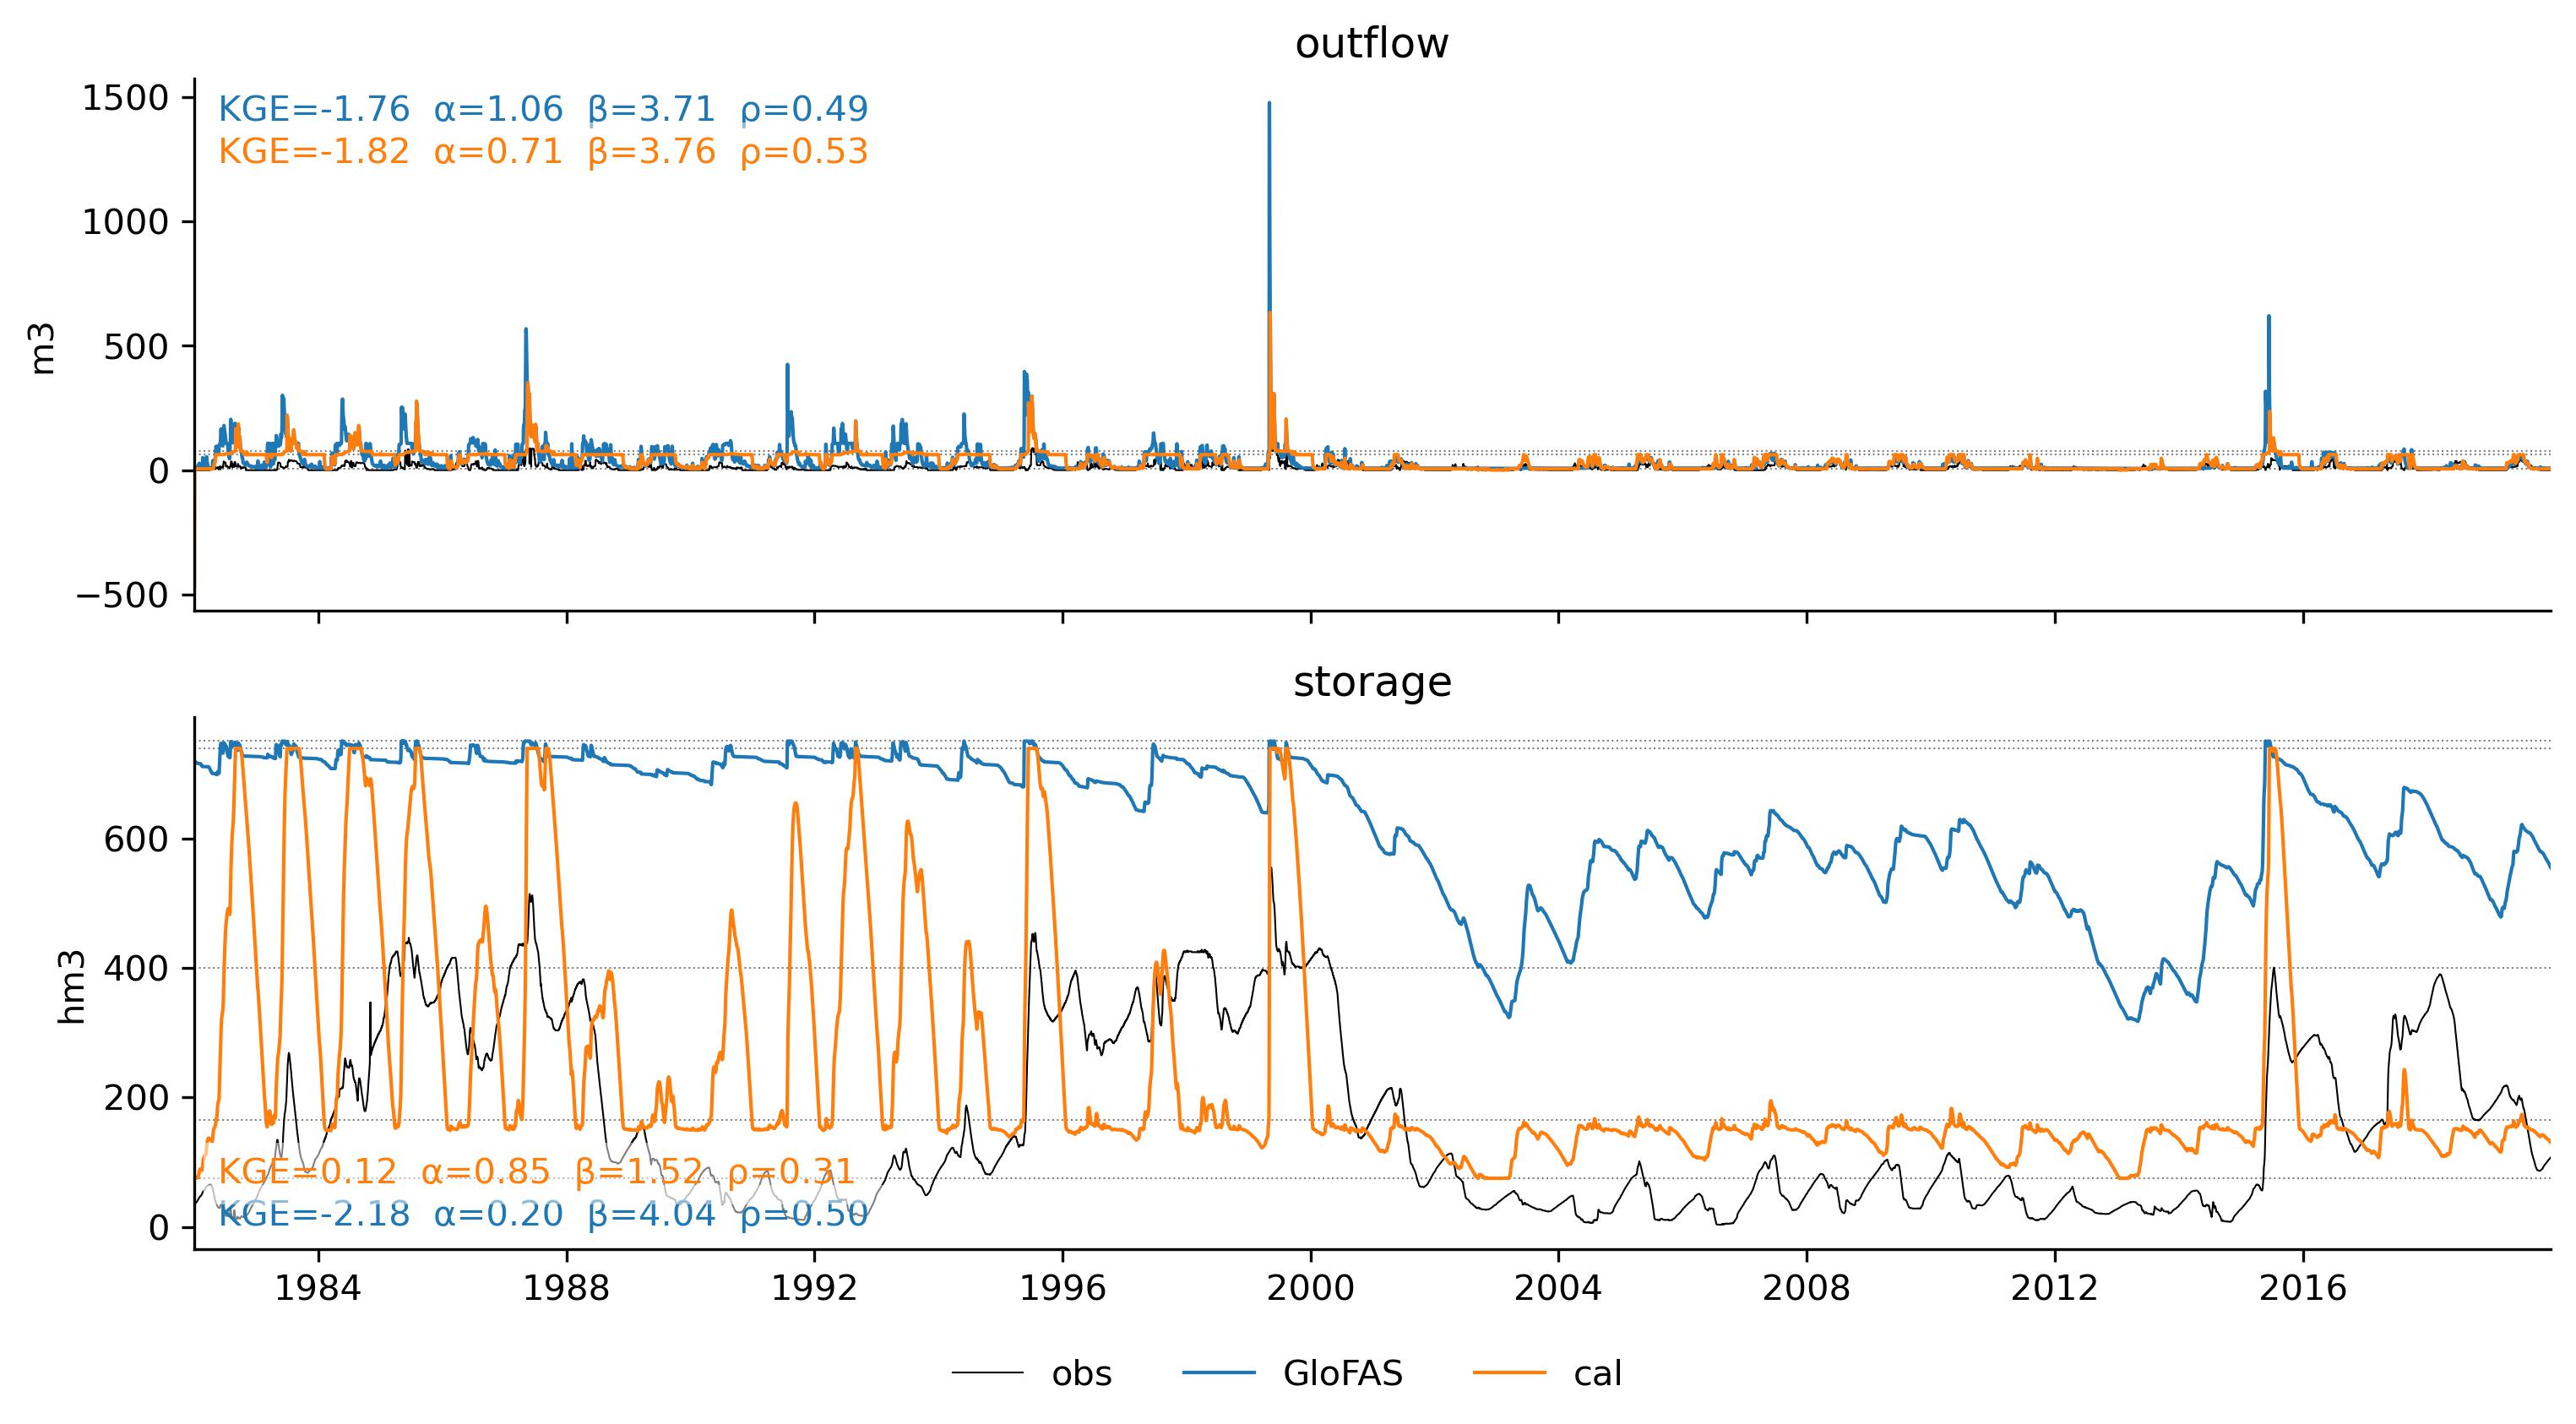 outflow
KGE=-1.76 α=1.06 β=3.71 ρ=0.49
KGE=-1.82 α=0.71 β=3.76 ρ=0.53
1500
1000
500
0
−500
m3
storage
600
400
200
0
hm3
KGE=0.12 α=0.85 β=1.52 ρ=0.31
KGE=-2.18 α=0.20 β=4.04 ρ=0.50
1984 1988 1992 1996 2000 2004 2008 2012 2016
obs GloFAS cal